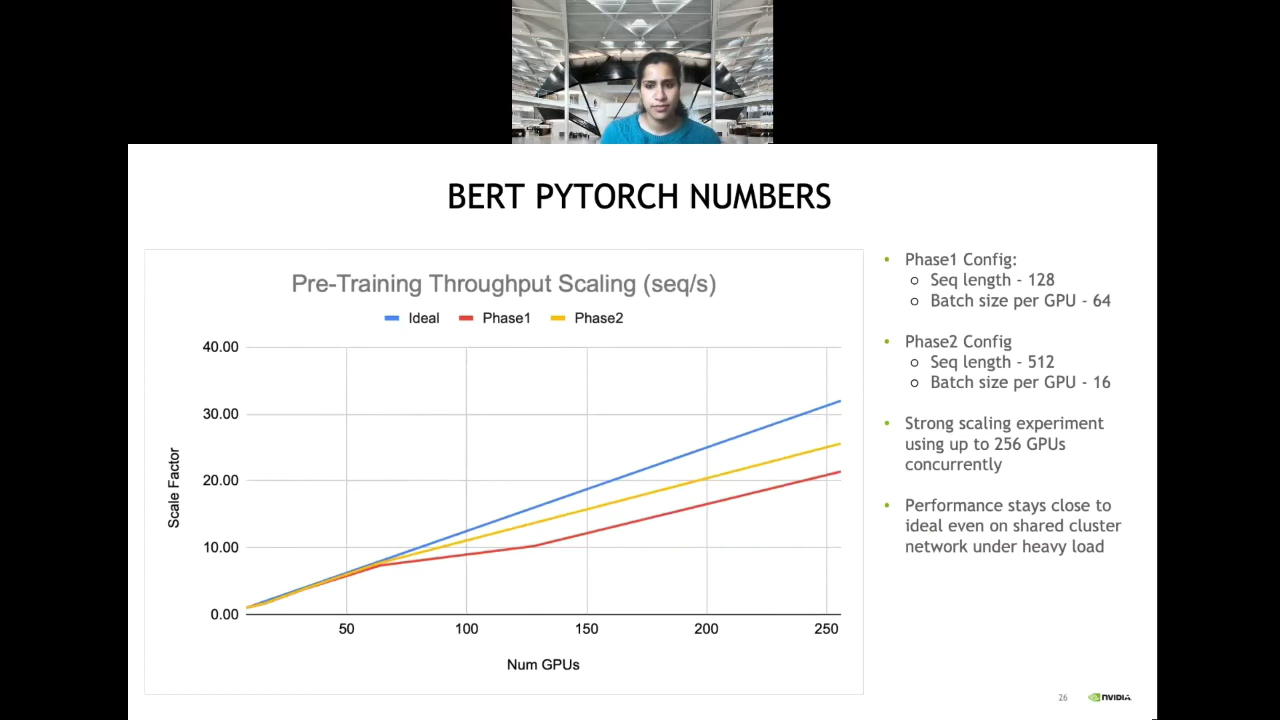 BERT PYTORCH NUMBERS
Pre-Training Throughput Scaling (seq/s)
Ideal Phase1 Phase2
40.00
30.00
20.00
10.00
0.00
Scale Factor
50 100 150 200 250
Num GPUs
• Phase1 Config:
o Seq length - 128
o Batch size per GPU - 64
• Phase2 Config
o Seq length - 512
o Batch size per GPU - 16
• Strong scaling experiment
using up to 256 GPUs
concurrently
• Performance stays close to
ideal even on shared cluster
network under heavy load
26 NVIDIA.